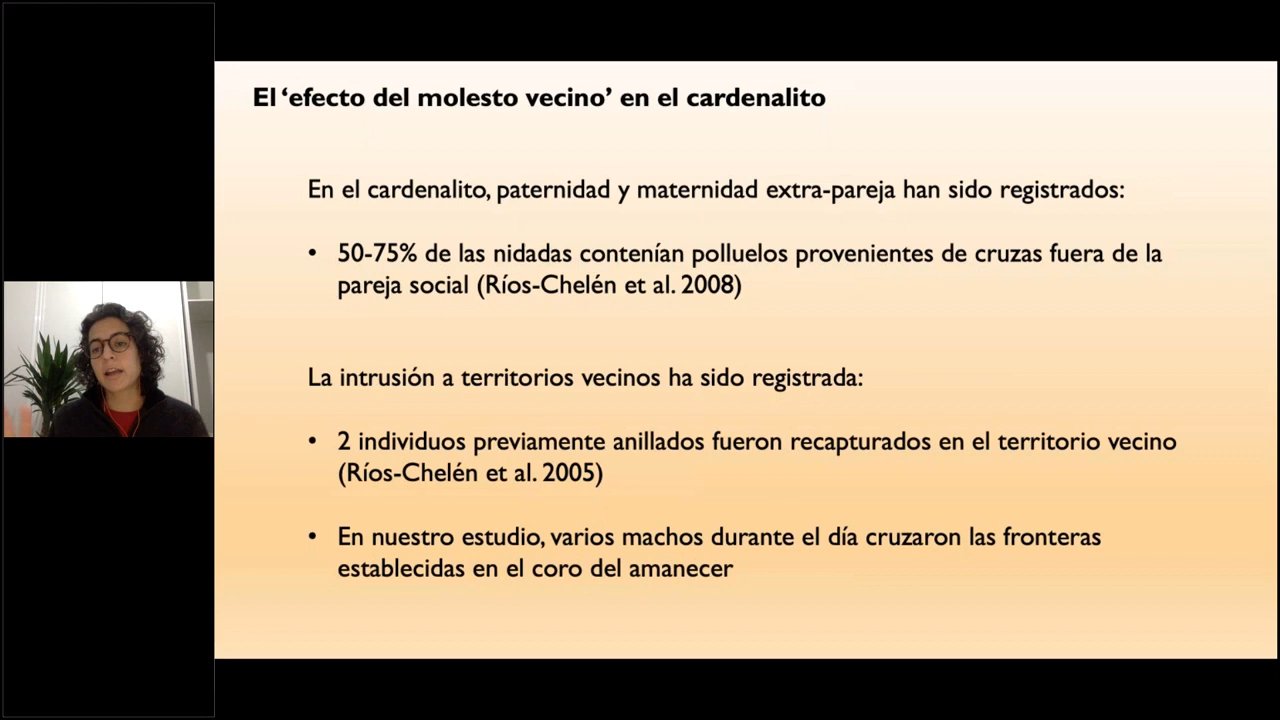 El ‘efecto del molesto vecino’ en el cardenalito
En el cardenalito, paternidad y maternidad extra-pareja han sido registrados:
• 50-75% de las nidadas contenían polluelos provenientes de cruzas fuera de la
pareja social (Ríos-Chelén et al. 2008)
La intrusión a territorios vecinos ha sido registrada:
• 2 individuos previamente anillados fueron recapturados en el territorio vecino
(Ríos-Chelén et al. 2005)
• En nuestro estudio, varios machos durante el día cruzaron las fronteras
establecidas en el coro del amanecer